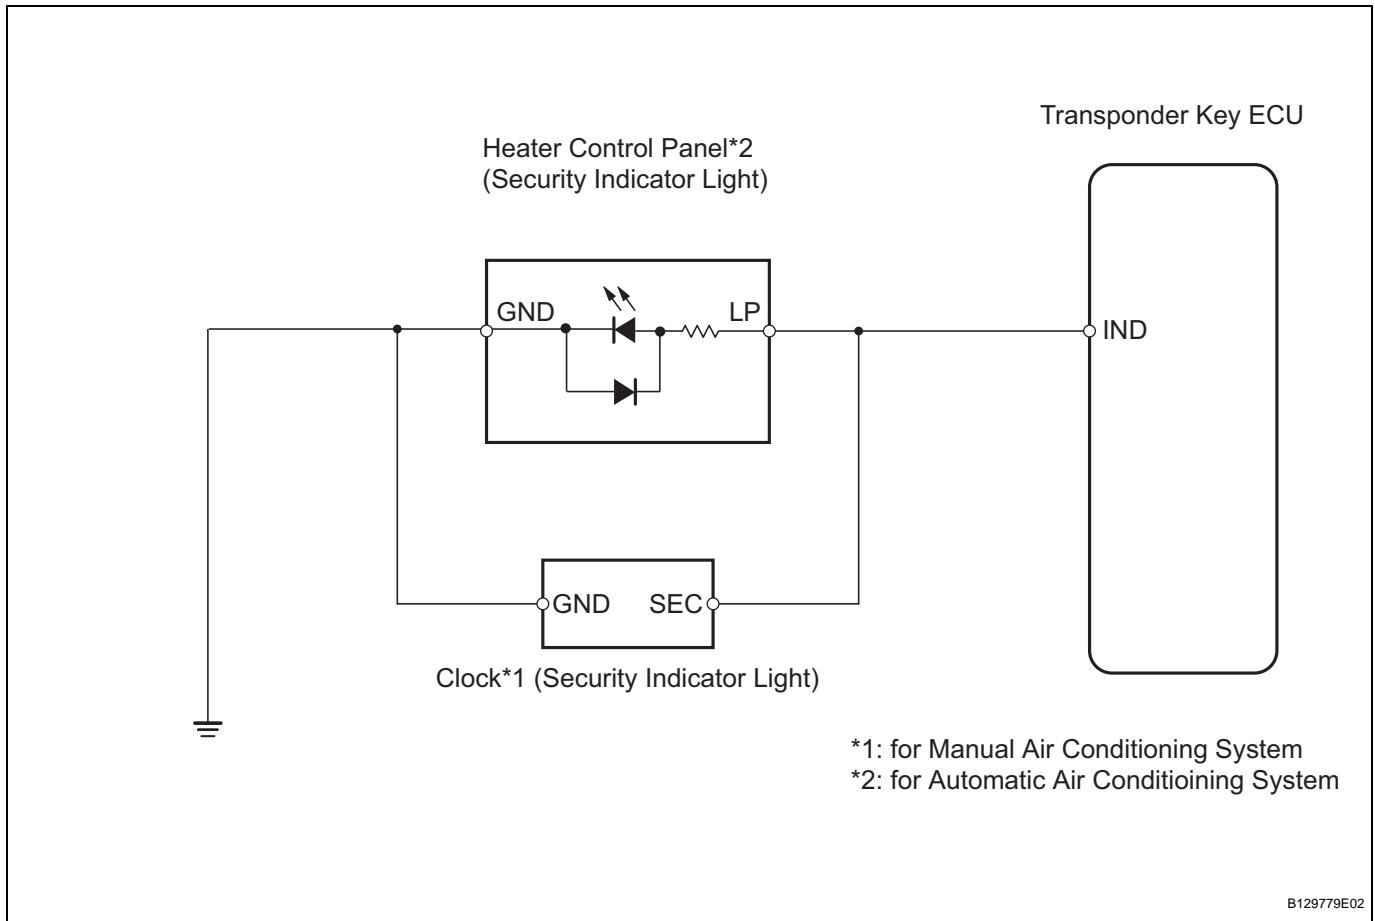 Transponder Key ECU
Heater Control Panel*2
(Security Indicator Light)
GND
LP
IND
GND
SEC
Clock*1 (Security Indicator Light)
*1: for Manual Air Conditioning System
*2: for Automatic Air Conditioining System
B129779E02